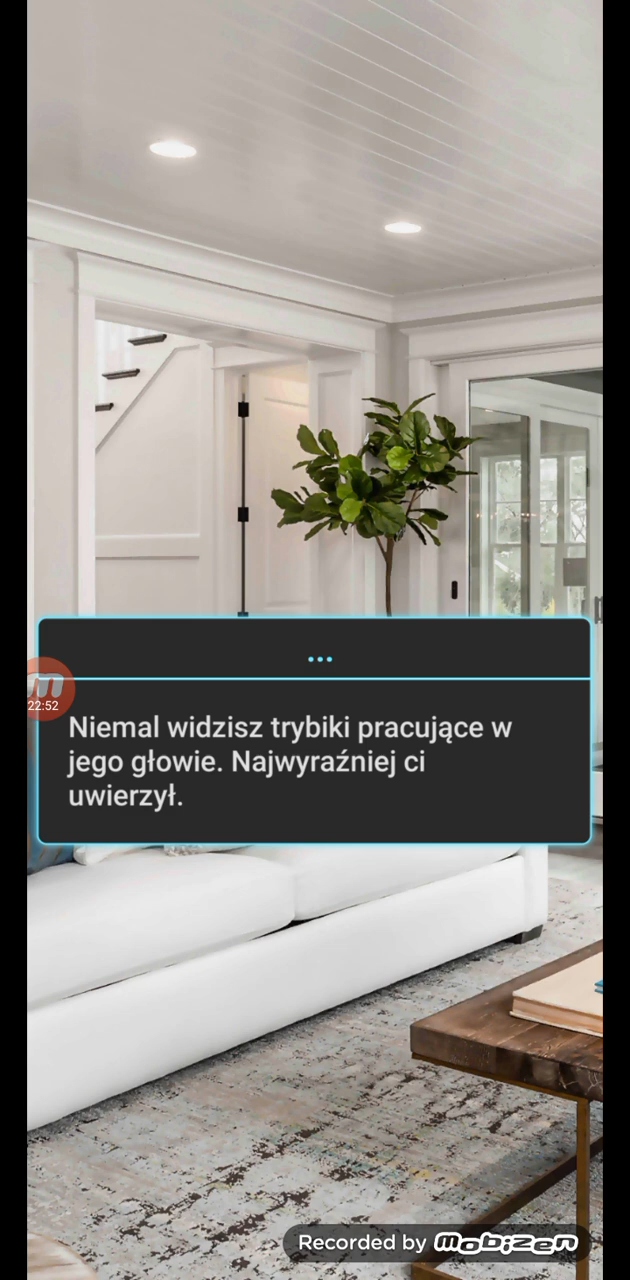 ...
22:52
Niemal widzisz trybiki pracujące w
jego głowie. Najwyraźniej ci
uwierzył.
Recorded by mobizen